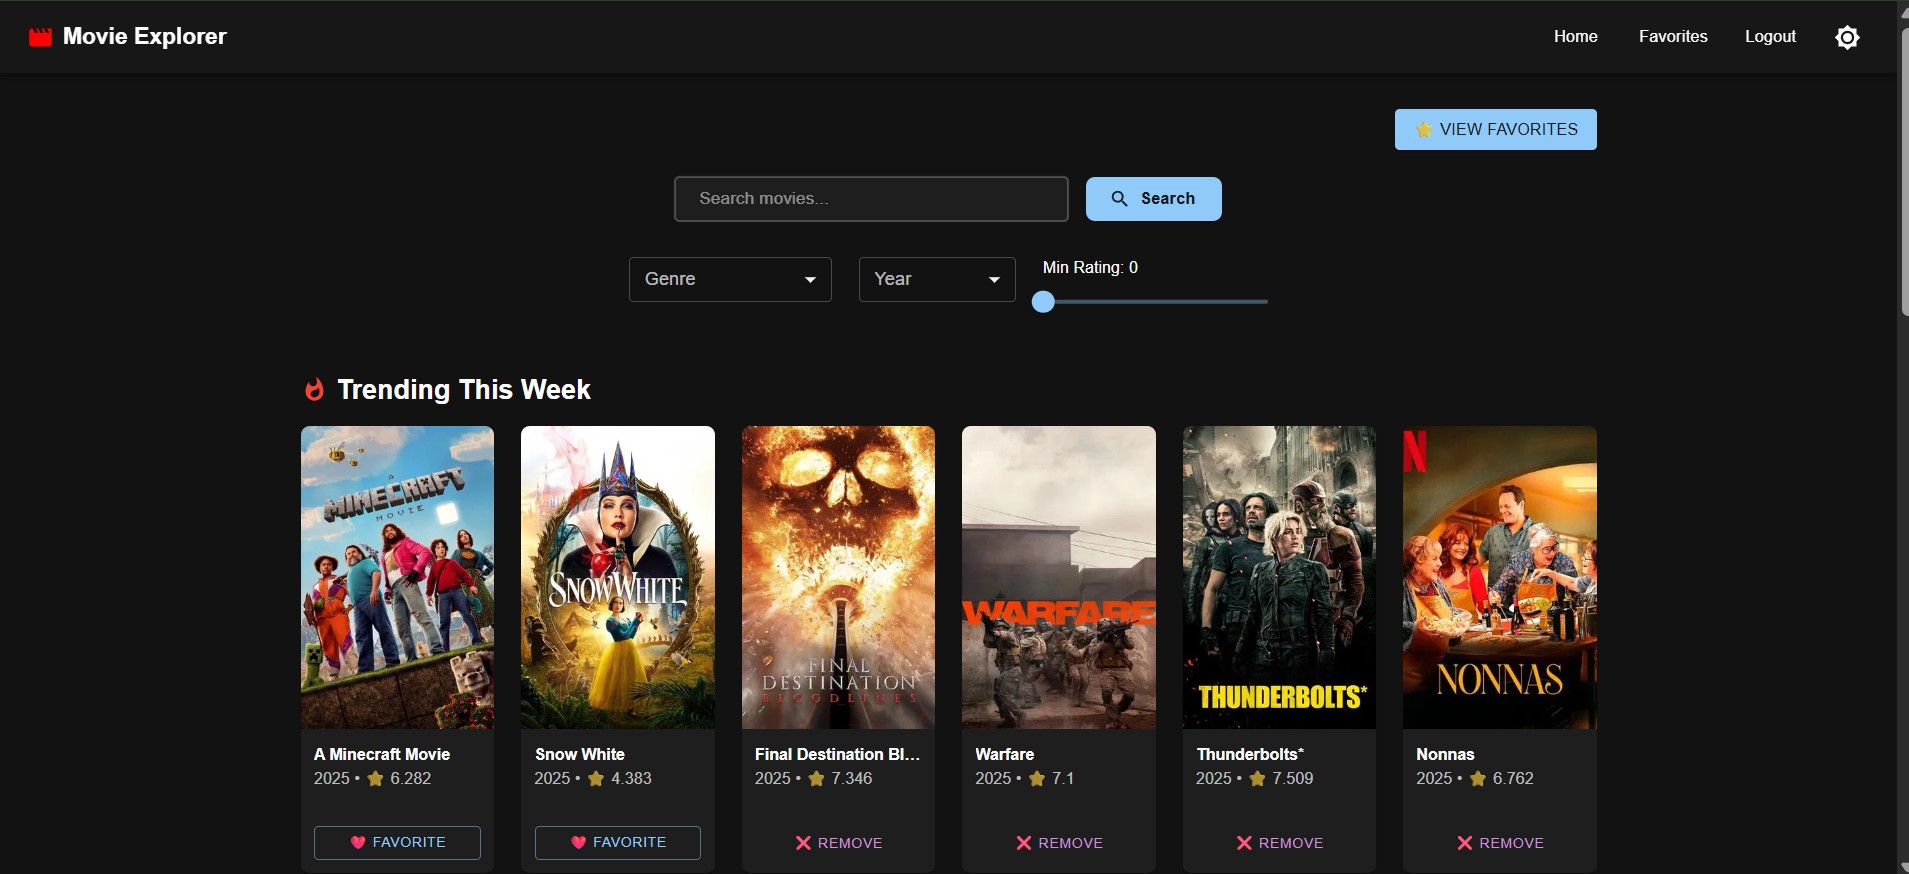 Movie Explorer
Home Favorites Logout
VIEW FAVORITES
Search movies...
Search
Genre
Year
Min Rating: 0
Trending This Week
A
MINECRAFT
MOVIE
SNOW WHITE
FINAL
DESTINATION
BLOODLINES
WARFARE
THUNDERBOLTS*
N
NONNAS
A Minecraft Movie
2025 • 6.282
FAVORITE
Snow White
2025 • 4.383
FAVORITE
Final Destination Bl...
2025 • 7.346
REMOVE
Warfare
2025 • 7.1
REMOVE
Thunderbolts*
2025 • 7.509
REMOVE
Nonnas
2025 • 6.762
REMOVE